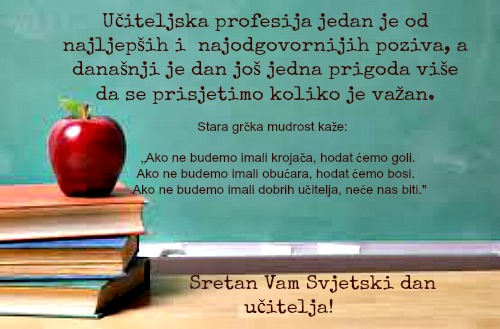 Učiteljska profesija jedan je od
najljepših i najodgovornijih poziva, a
današnji je dan još jedna prigoda više
da se prisjetimo koliko je važan.
Stara grčka mudrost kaže:
„Ako ne budemo imali krojača, hodat ćemo goli.
Ako ne budemo imali obućara, hodat ćemo bosi.
Ako ne budemo imali dobrih učitelja, neće nas biti."
Sretan Vam Svjetski dan
učitelja!